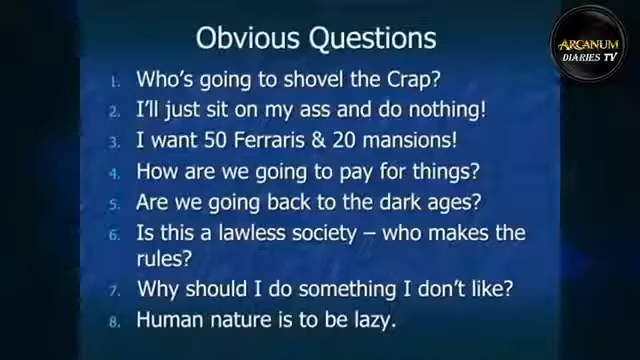 Obvious Questions
ARCANUM
DIARIES TV
1. Who's going to shovel the Crap?
2. I'll just sit on my ass and do nothing!
3. I want 50 Ferraris & 20 mansions!
4. How are we going to pay for things?
5. Are we going back to the dark ages?
6. Is this a lawless society – who makes the
rules?
7. Why should I do something I don't like?
8. Human nature is to be lazy.